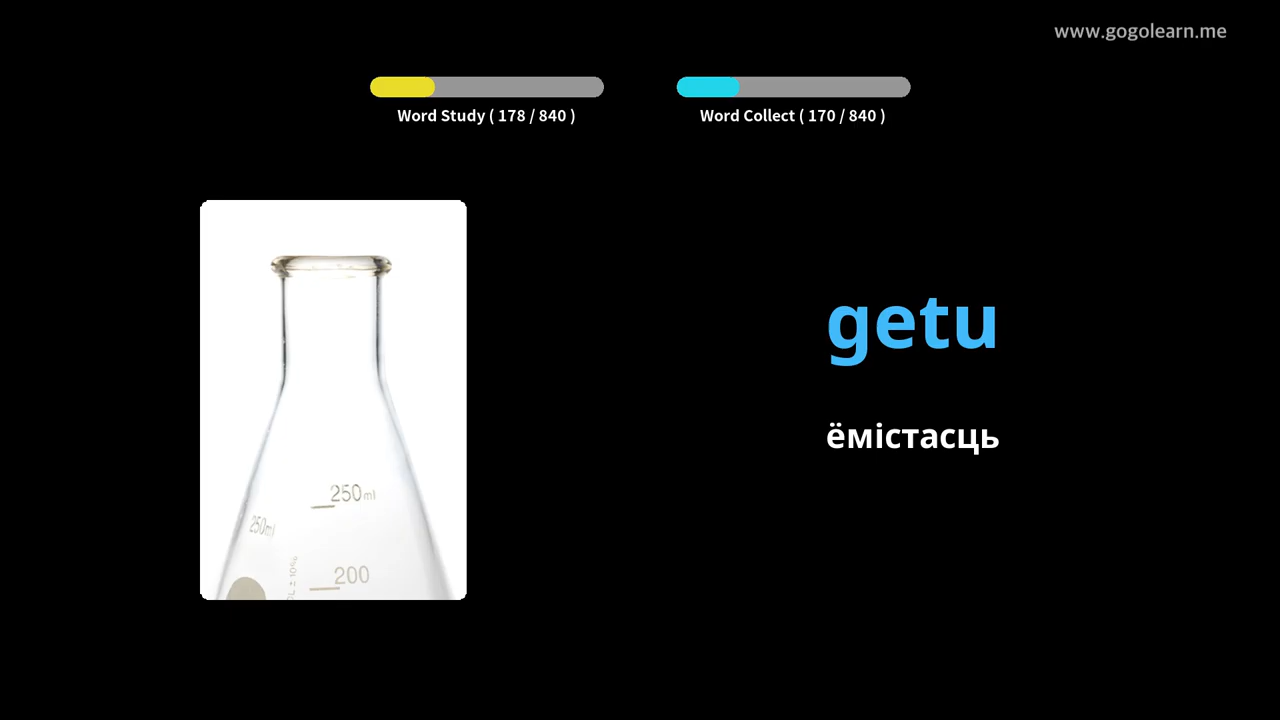 www.gogolearn.me
Word Study ( 178 / 840 )
Word Collect ( 170 / 840 )
getu
ёмістасць
250ml
250ml
200